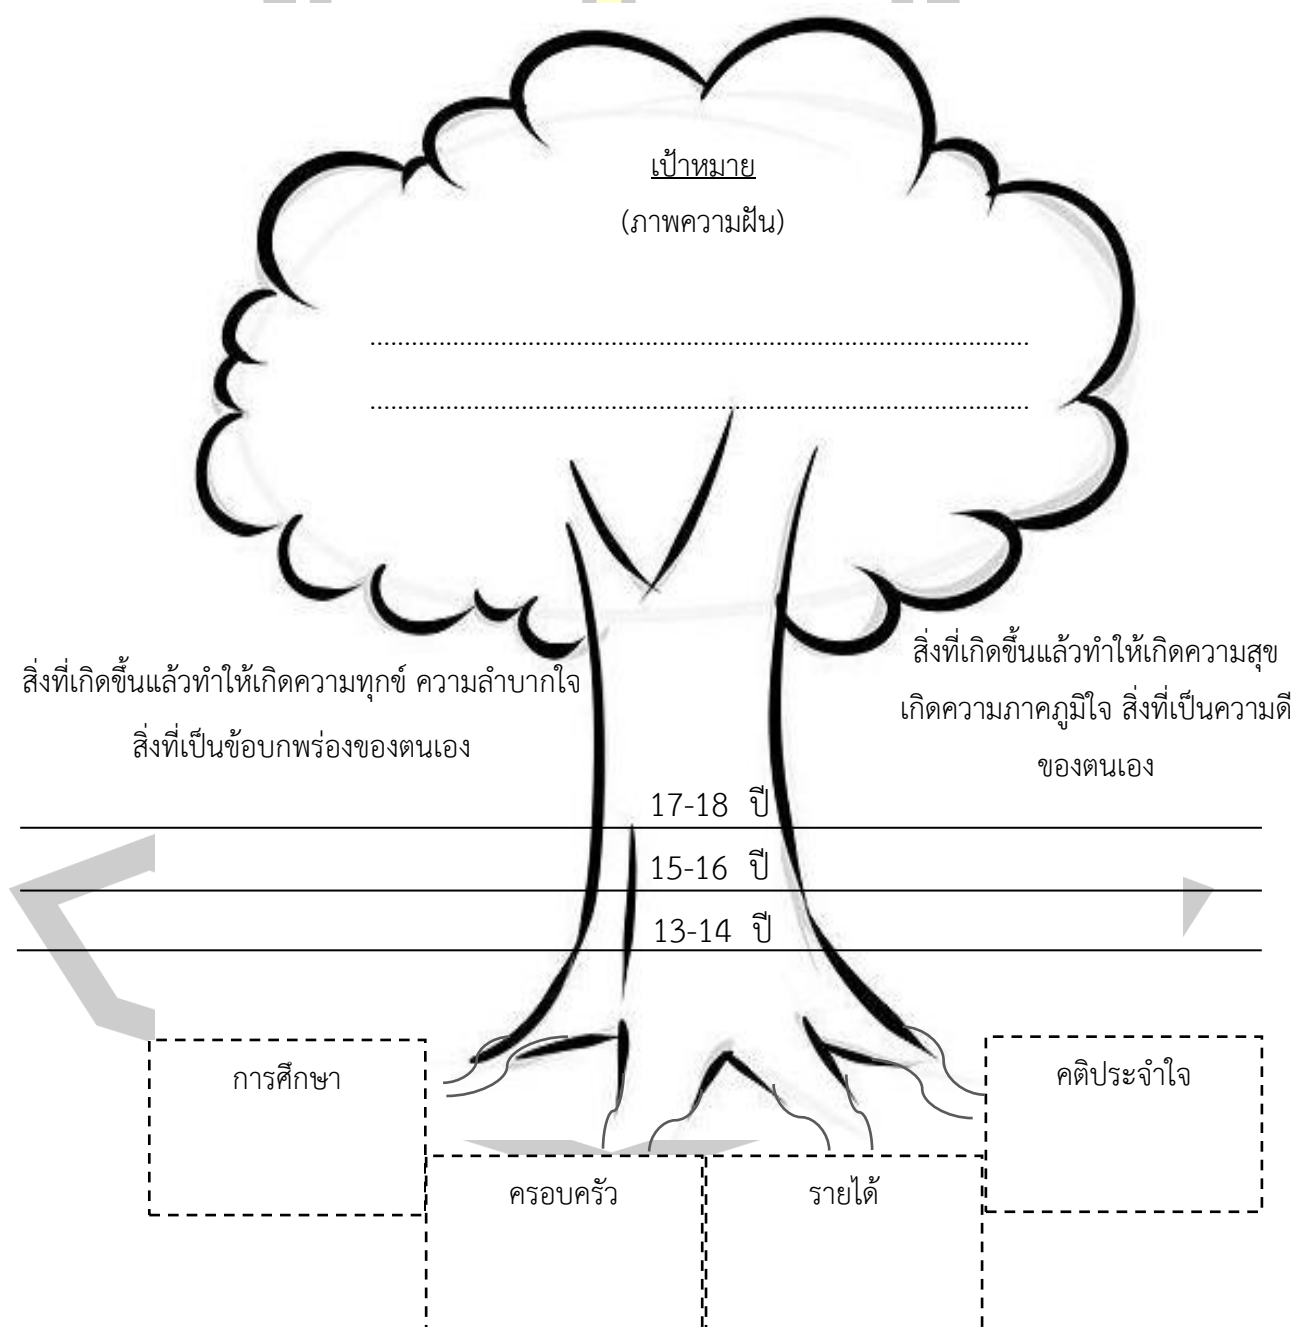 เป้าหมาย
(ภาพความฝัน)
................................................................................
................................................................................
สิ่งที่เกิดขึ้นแล้วทำให้เกิดความทุกข์ ความลำบากใจ
สิ่งที่เป็นข้อบกพร่องของตนเอง
สิ่งที่เกิดขึ้นแล้วทำให้เกิดความสุข
เกิดความภาคภูมิใจ สิ่งที่เป็นความดี
ของตนเอง
17-18 ปี
15-16 ปี
13-14 ปี
การศึกษา
คติประจำใจ
ครอบครัว
รายได้